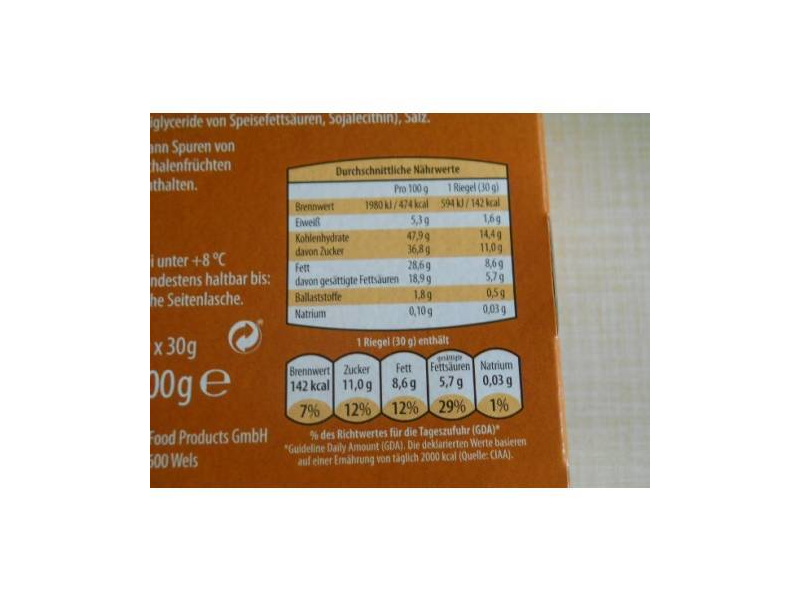 glyceride von Speisefettsäuren, Sojalecithin), Salz.
ann Spuren von
halenfrüchten
thalten.
i unter +8 °C
ndestens haltbar bis:
he Seitenlasche.
x 30g
00g e
Food Products GmbH
600 Wels
Durchschnittliche Nährwerte
Pro 100 g 1 Riegel (30 g)
Brennwert 1980 kJ / 474 kcal 594 kJ / 142 kcal
Eiweiß 5,3 g 1,6 g
Kohlenhydrate 47,9 g 14,4 g
davon Zucker 36,8 g 11,0 g
Fett 28,6 g 8,6 g
davon gesättigte Fettsäuren 18,9 g 5,7 g
Ballaststoffe 1,8 g 0,5 g
Natrium 0,10 g 0,03 g
1 Riegel (30 g) enthält
Brennwert 142 kcal 7%
Zucker 11,0 g 12%
Fett 8,6 g 12%
gesättigte Fettsäuren 5,7 g 29%
Natrium 0,03 g 1%
% des Richtwertes für die Tageszufuhr (GDA)*
*Guideline Daily Amount (GDA). Die deklarierten Werte basieren
auf einer Ernährung von täglich 2000 kcal (Quelle: CIAA).